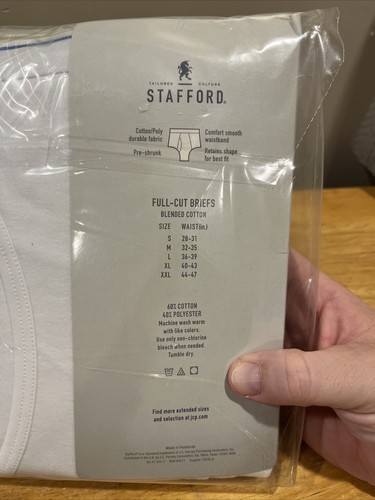 TAILORED CULTURE
STAFFORD®
Cotton/Poly
durable fabric
Comfort smooth
waistband
Pre-shrunk
Retains shape
for best fit
FULL-CUT BRIEFS
BLENDED COTTON
SIZE WAIST(in.)
S 28-31
M 32-35
L 36-39
XL 40-43
XXL 44-47
60% COTTON
40% POLYESTER
Machine wash warm
with like colors.
Use only non-chlorine
bleach when needed.
Tumble dry.
Find more extended sizes
and selection at jcp.com